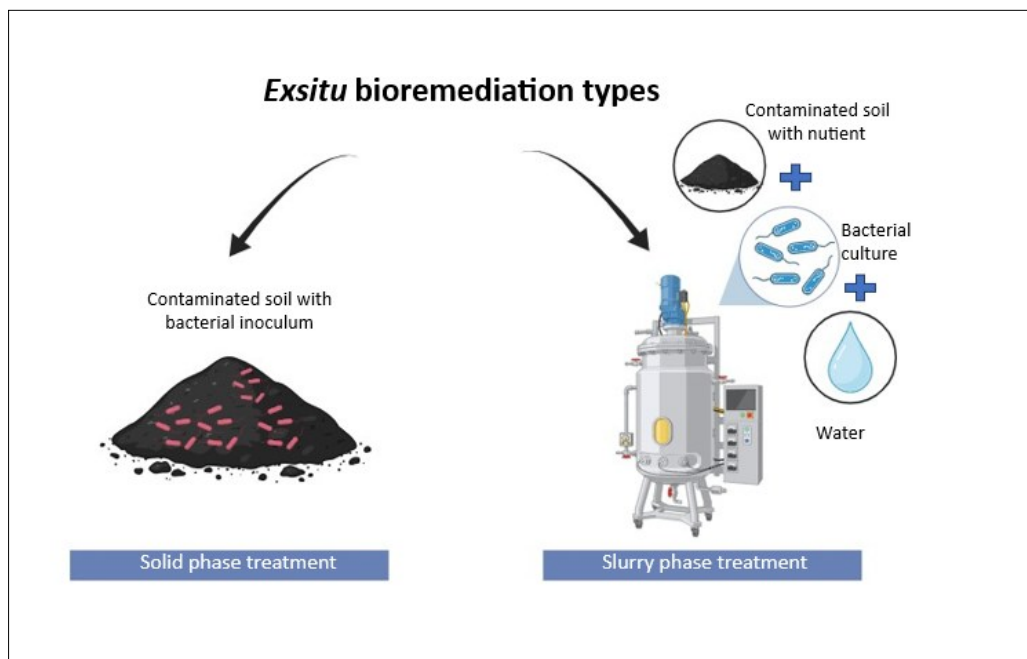 Exsitu bioremediation types
Contaminated soil
with nutrient
Bacterial
culture
Water
Contaminated soil with
bacterial inoculum
Solid phase treatment
Slurry phase treatment